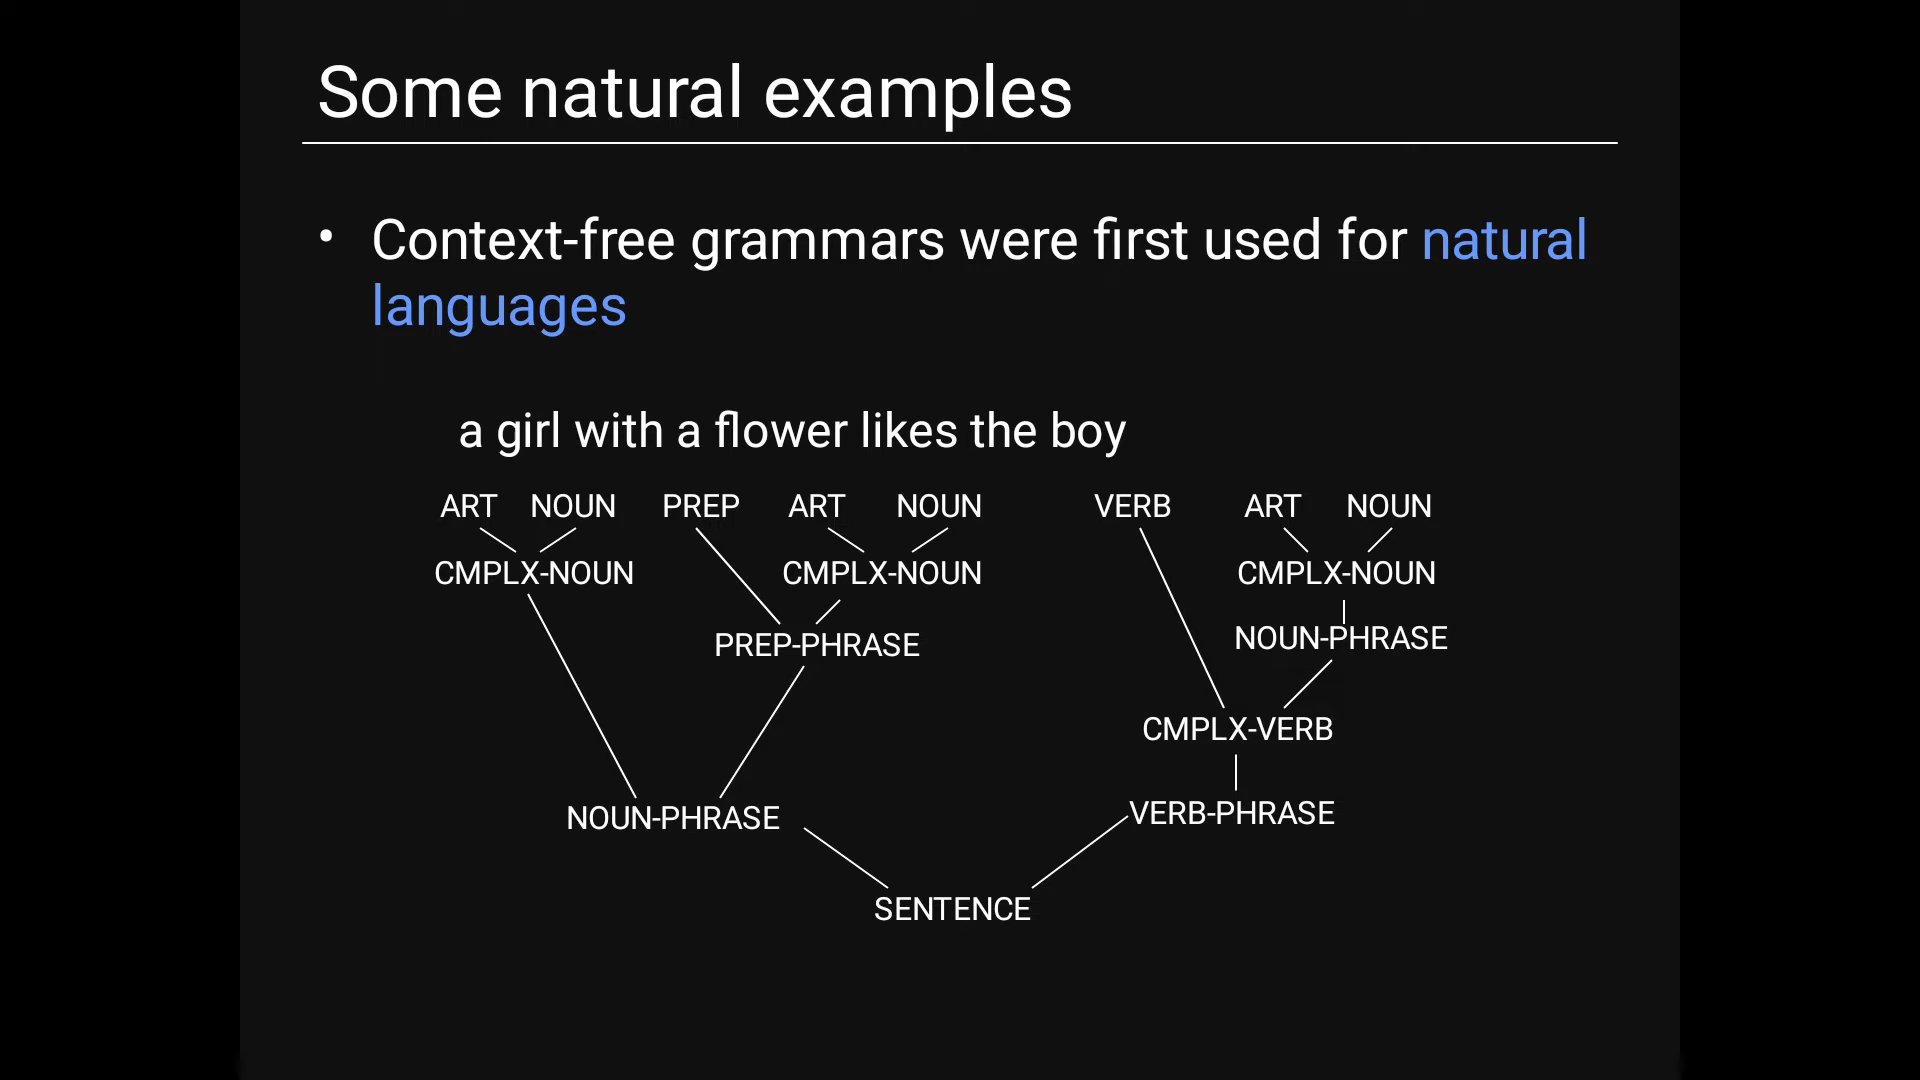 Some natural examples
• Context-free grammars were first used for natural
languages
a girl with a flower likes the boy
ART NOUN PREP ART NOUN VERB ART NOUN
CMPLX-NOUN CMPLX-NOUN CMPLX-NOUN
PREP-PHRASE NOUN-PHRASE
CMPLX-VERB
NOUN-PHRASE VERB-PHRASE
SENTENCE